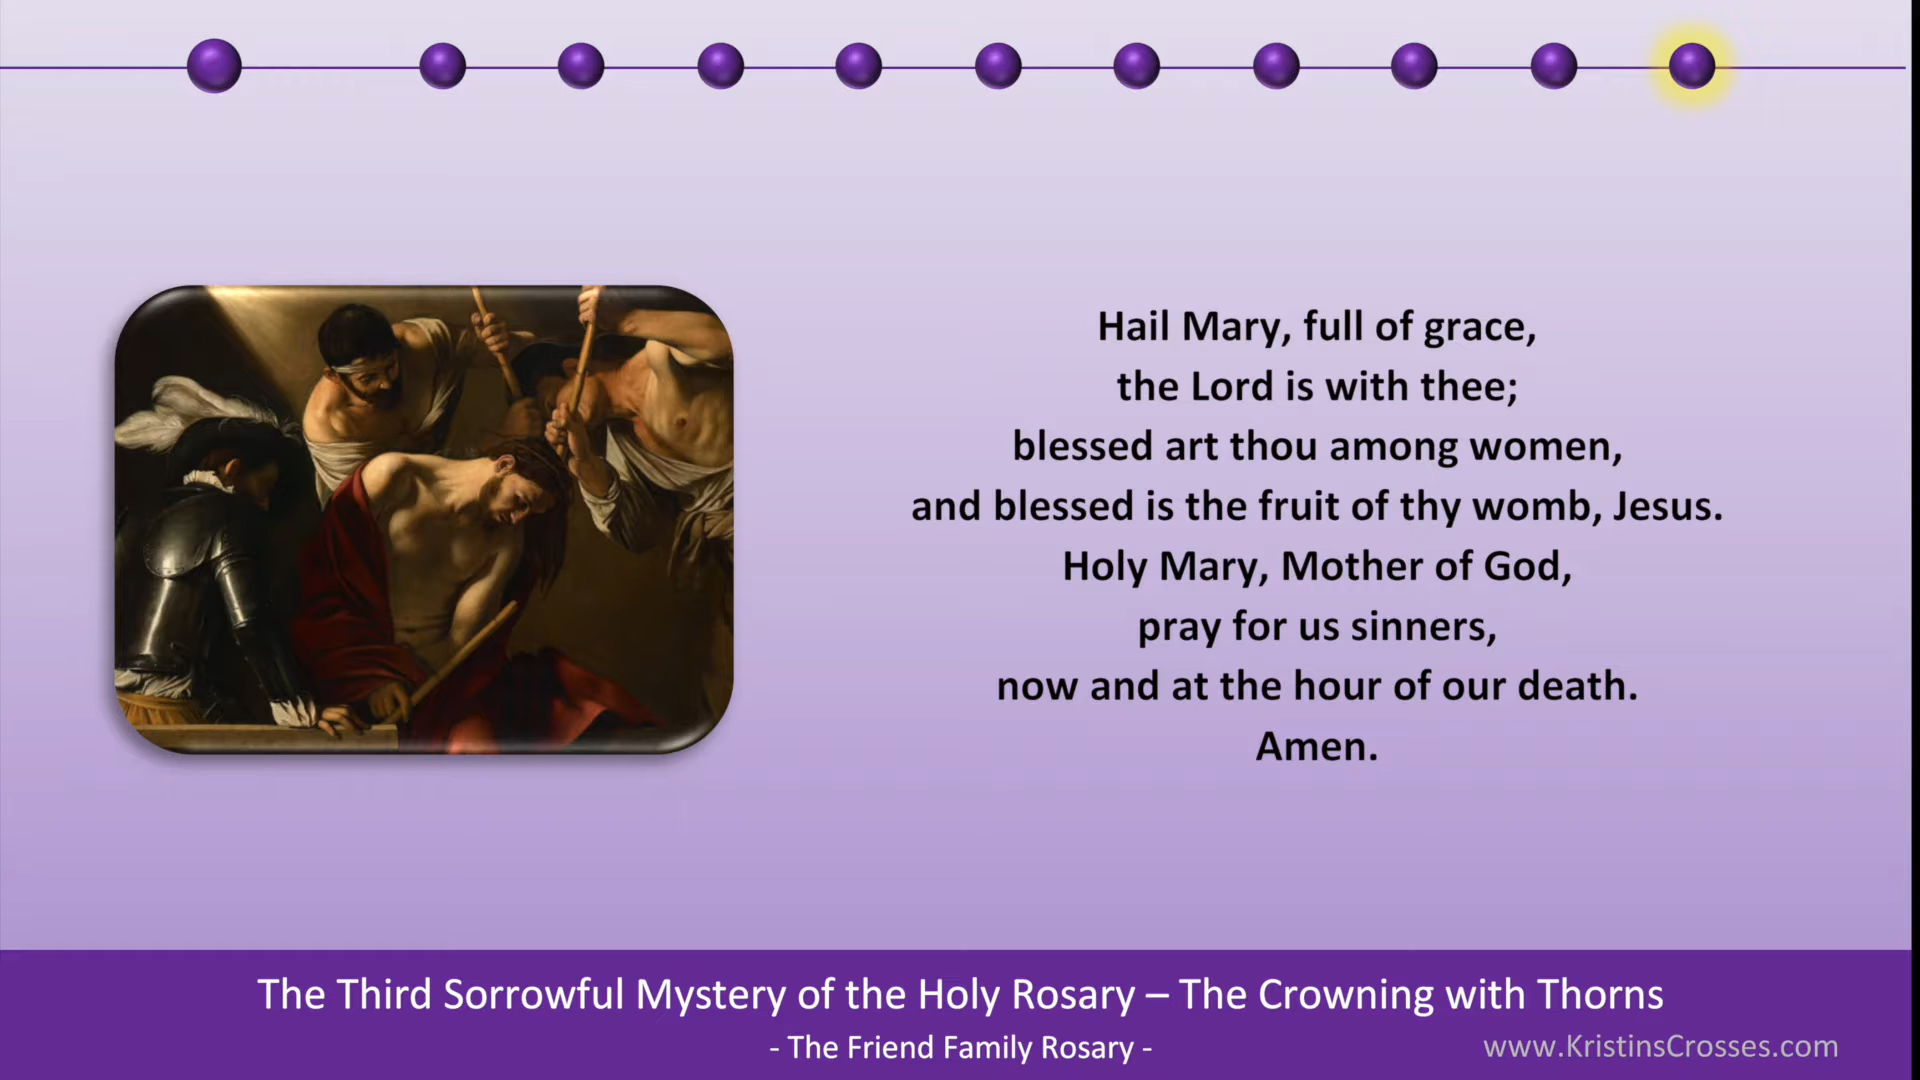 Hail Mary, full of grace,
the Lord is with thee;
blessed art thou among women,
and blessed is the fruit of thy womb, Jesus.
Holy Mary, Mother of God,
pray for us sinners,
now and at the hour of our death.
Amen.
The Third Sorrowful Mystery of the Holy Rosary – The Crowning with Thorns
- The Friend Family Rosary -
www.KristinsCrosses.com